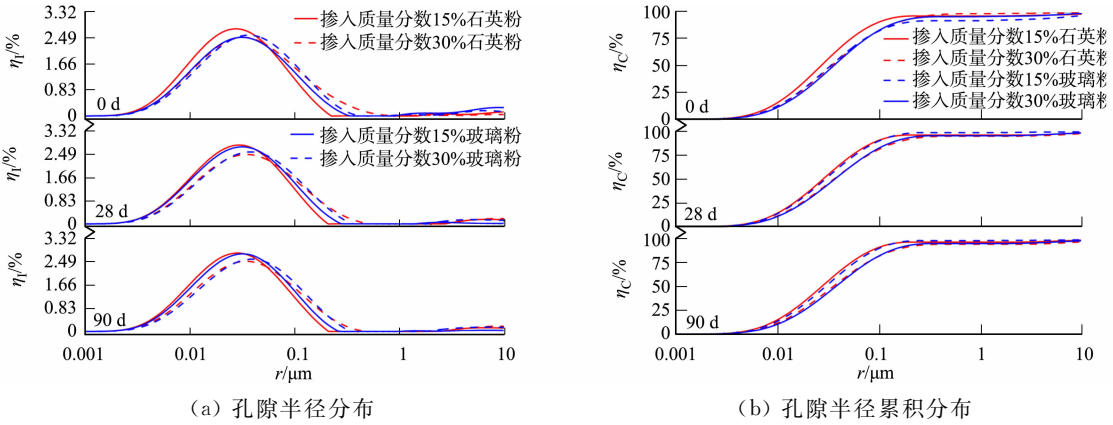 3.32
2.49
1.66
0.83
0
η_I/%
0 d
掺入质量分数15%石英粉
掺入质量分数30%石英粉
3.32
2.49
1.66
0.83
0
η_I/%
28 d
掺入质量分数15%玻璃粉
掺入质量分数30%玻璃粉
3.32
2.49
1.66
0.83
0
η_I/%
90 d
0.001 0.01 0.1 1 10
r/μm
(a) 孔隙半径分布
100
75
50
25
0
η_C/%
0 d
掺入质量分数15%石英粉
掺入质量分数30%石英粉
掺入质量分数15%玻璃粉
掺入质量分数30%玻璃粉
100
75
50
25
0
η_C/%
28 d
100
75
50
25
0
η_C/%
90 d
0.001 0.01 0.1 1 10
r/μm
(b) 孔隙半径累积分布